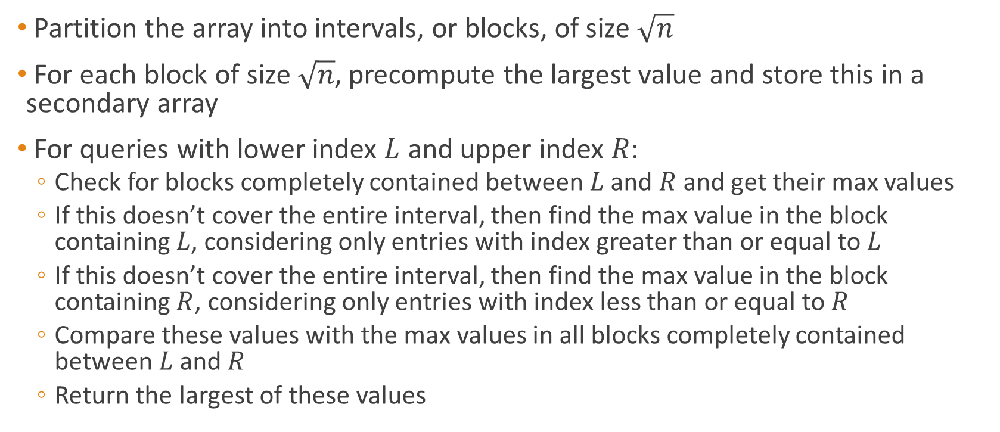 • Partition the array into intervals, or blocks, of size √n
• For each block of size √n, precompute the largest value and store this in a
secondary array
• For queries with lower index L and upper index R:
◦ Check for blocks completely contained between L and R and get their max values
◦ If this doesn’t cover the entire interval, then find the max value in the block
containing L, considering only entries with index greater than or equal to L
◦ If this doesn’t cover the entire interval, then find the max value in the block
containing R, considering only entries with index less than or equal to R
◦ Compare these values with the max values in all blocks completely contained
between L and R
◦ Return the largest of these values